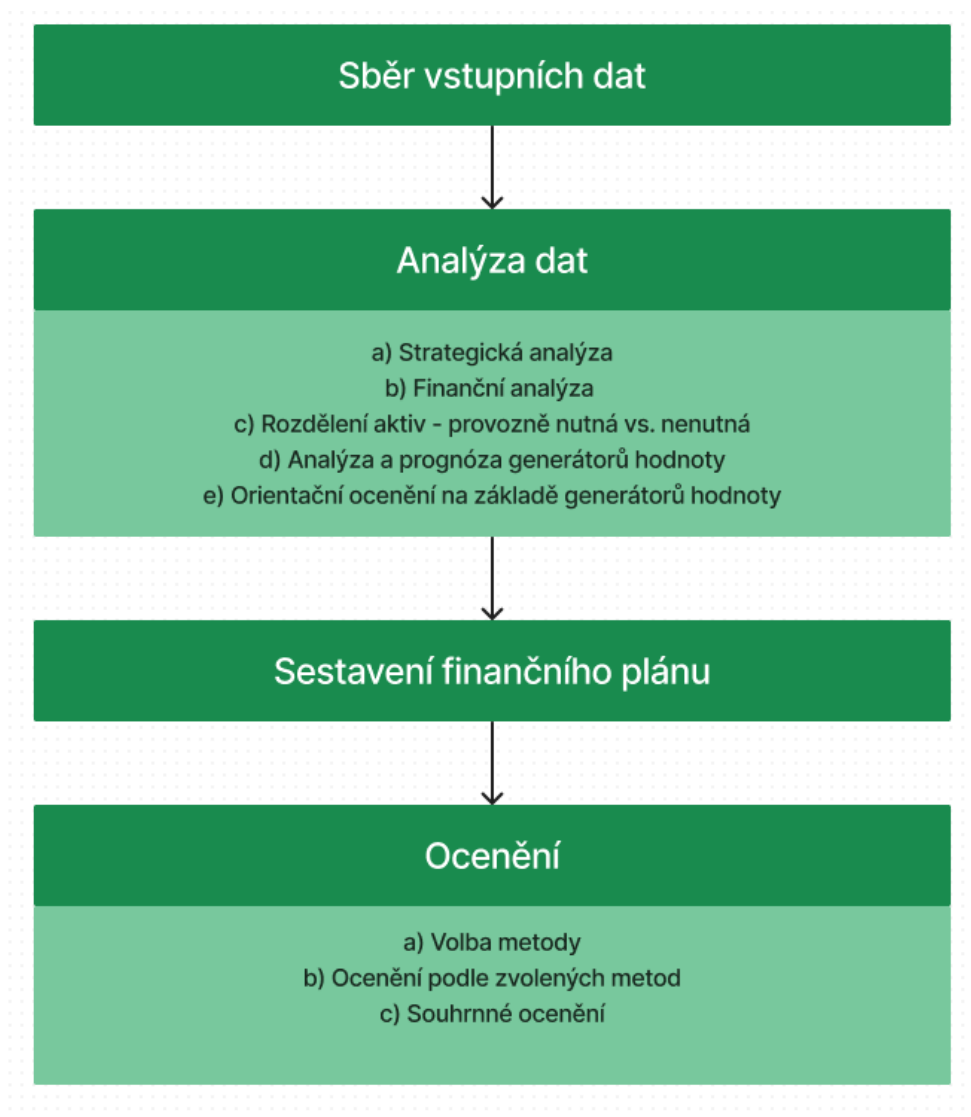 Sběr vstupních dat
Analýza dat
a) Strategická analýza
b) Finanční analýza
c) Rozdělení aktiv - provozně nutná vs. nenutná
d) Analýza a prognóza generátorů hodnoty
e) Orientační ocenění na základě generátorů hodnoty
Sestavení finančního plánu
Ocenění
a) Volba metody
b) Ocenění podle zvolených metod
c) Souhrnné ocenění